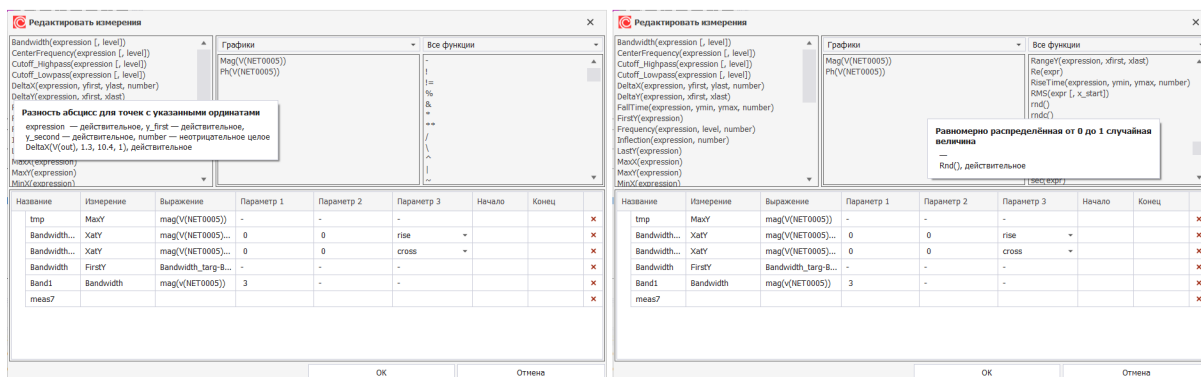 Редактировать измерения
Bandwidth(expression [, level])
CenterFrequency(expression [, level])
Cutoff_Highpass(expression [, level])
Cutoff_Lowpass(expression [, level])
DeltaX(expression, yfirst, ylast, number)
DeltaY(expression, xfirst, xlast)
Разность абсцисс для точек с указанными ординатами
expression — действительное, y_first — действительное,
y_second — действительное, number — неотрицательное целое
DeltaX(V(out), 1.3, 10.4, 1), действительное
MaxX(expression)
MaxY(expression)
MinX(expression)
Графики
Mag(V(NET0005))
Ph(V(NET0005))
Все функции
-
!
!=
%
&
*
**
/
\
^
|
~
Название Измерение Выражение Параметр 1 Параметр 2 Параметр 3 Начало Конец
tmp MaxY mag(V(NET0005)) - - -
Bandwidth... XatY mag(V(NET0005)... 0 0 rise
Bandwidth... XatY mag(V(NET0005)... 0 0 cross
Bandwidth FirstY Bandwidth_targ-B... - - -
Band1 Bandwidth mag(v(NET0005)) 3 - -
meas7
OK Отмена
Редактировать измерения
Bandwidth(expression [, level])
CenterFrequency(expression [, level])
Cutoff_Highpass(expression [, level])
Cutoff_Lowpass(expression [, level])
DeltaX(expression, yfirst, ylast, number)
DeltaY(expression, xfirst, xlast)
FallTime(expression, ymin, ymax, number)
FirstY(expression)
Frequency(expression, level, number)
Inflection(expression, number)
LastY(expression)
MaxX(expression)
MaxY(expression)
MinX(expression)
Графики
Mag(V(NET0005))
Ph(V(NET0005))
Все функции
RangeY(expression, xfirst, xlast)
Re(expr)
RiseTime(expression, ymin, ymax, number)
RMS(expr [, x_start])
rnd()
rndc()
Равномерно распределённая от 0 до 1 случайная
величина
—
Rnd(), действительное
sec(expr)
Название Измерение Выражение Параметр 1 Параметр 2 Параметр 3 Начало Конец
tmp MaxY mag(V(NET0005)) - - -
Bandwidth... XatY mag(V(NET0005)... 0 0 rise
Bandwidth... XatY mag(V(NET0005)... 0 0 cross
Bandwidth FirstY Bandwidth_targ-B... - - -
Band1 Bandwidth mag(v(NET0005)) 3 - -
meas7
OK Отмена